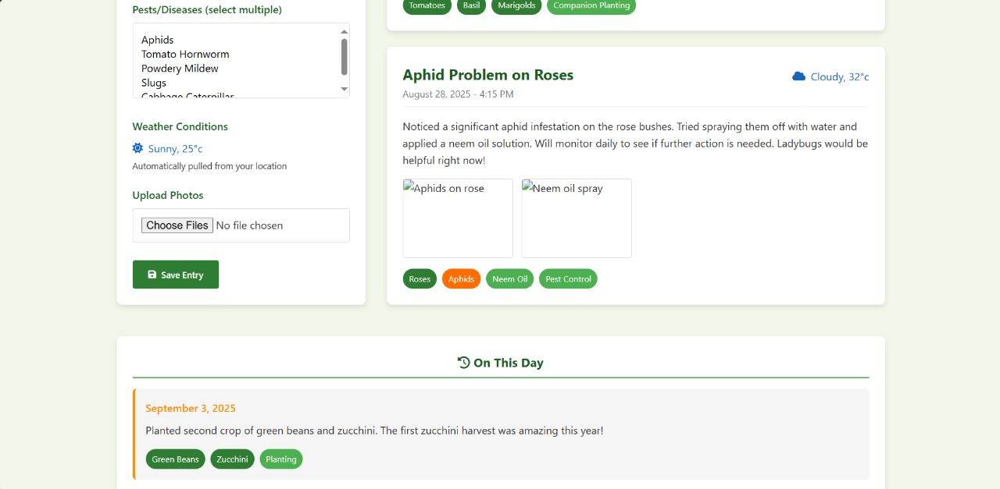 Pests/Diseases (select multiple)
Aphids
Tomato Hornworm
Powdery Mildew
Slugs
Cabbage Caterpillar
Weather Conditions
Sunny, 25°c
Automatically pulled from your location
Upload Photos
Choose Files No file chosen
Save Entry
Tomatoes Basil Marigolds Companion Planting
Aphid Problem on Roses
Cloudy, 32°c
August 28, 2025 - 4:15 PM
Noticed a significant aphid infestation on the rose bushes. Tried spraying them off with water and
applied a neem oil solution. Will monitor daily to see if further action is needed. Ladybugs would be
helpful right now!
Aphids on rose Neem oil spray
Roses Aphids Neem Oil Pest Control
On This Day
September 3, 2025
Planted second crop of green beans and zucchini. The first zucchini harvest was amazing this year!
Green Beans Zucchini Planting